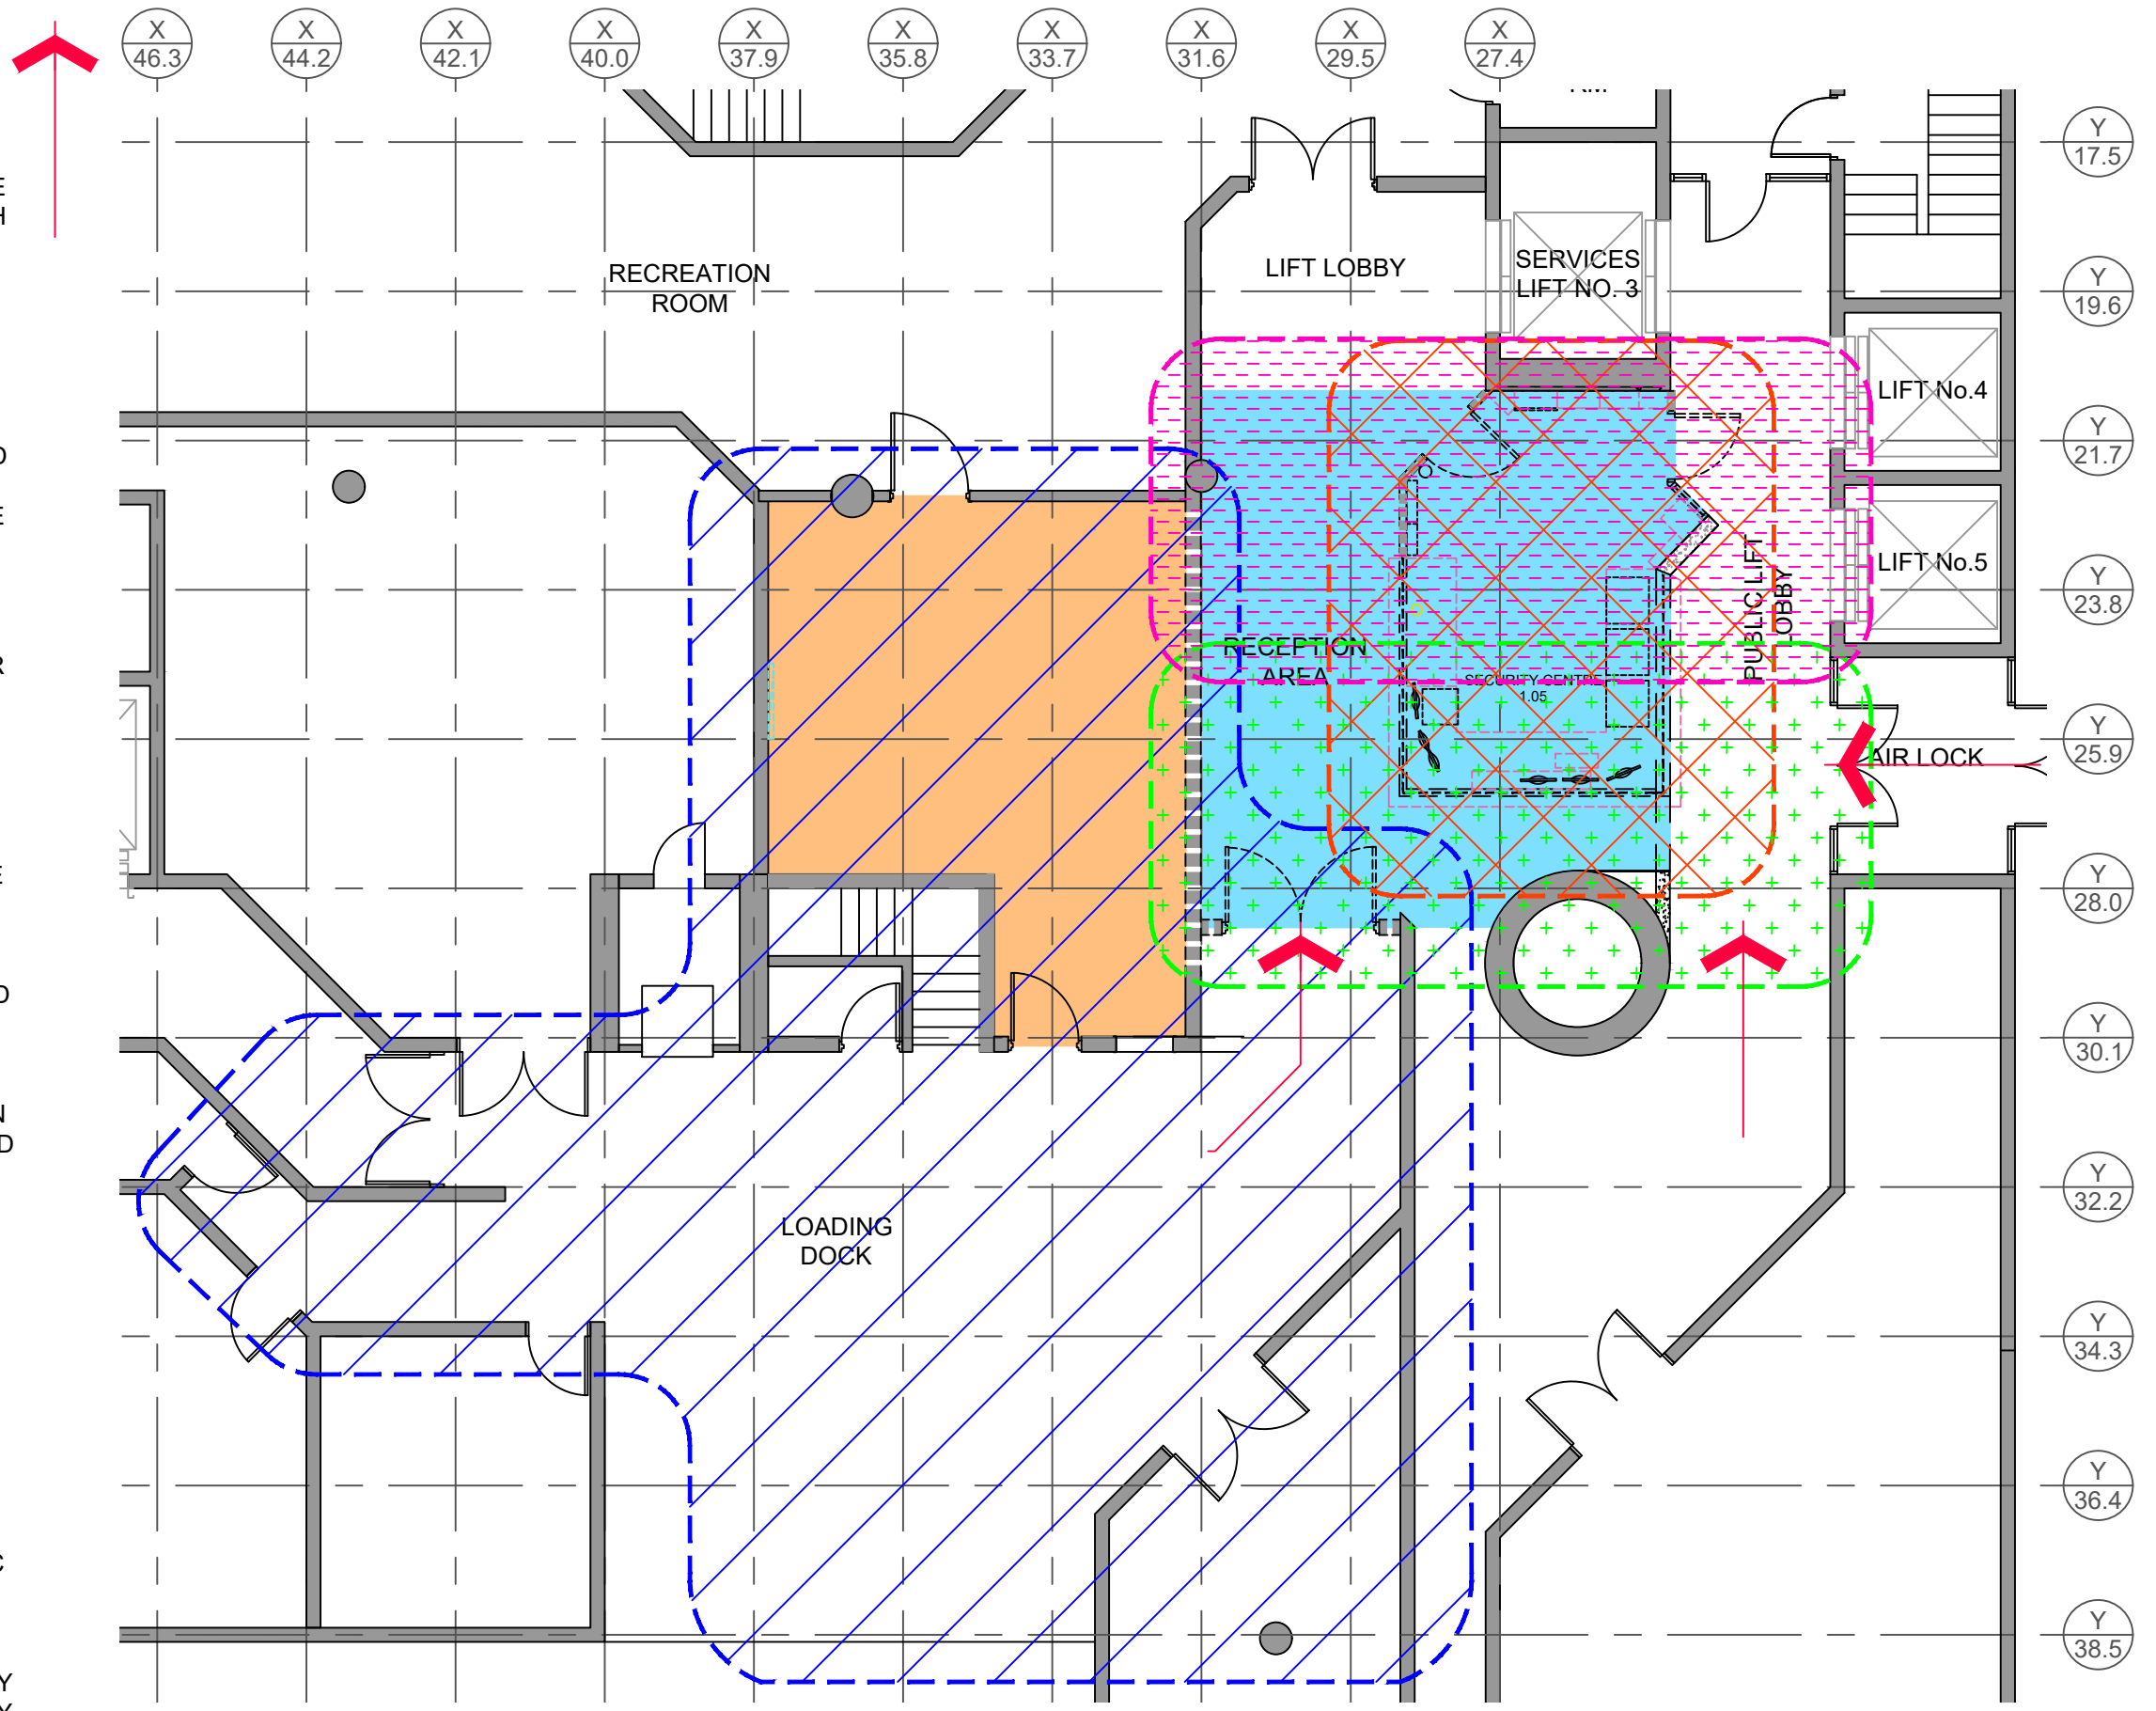 X
46.3
X
44.2
X
42.1
X
40.0
X
37.9
X
35.8
X
33.7
X
31.6
X
29.5
X
27.4
Y
17.5
Y
19.6
Y
21.7
Y
23.8
Y
25.9
Y
28.0
Y
30.1
Y
32.2
Y
34.3
Y
36.4
Y
38.5
E
H
D
E
R
E
D
N
D
C
Y
Y
RECREATION
ROOM
LIFT LOBBY
SERVICES
LIFT NO. 3
LIFT No.4
LIFT No.5
PUBLIC LIFT
LOBBY
RECEPTION
AREA
SECURITY CENTRE
1.05
AIR LOCK
LOADING
DOCK